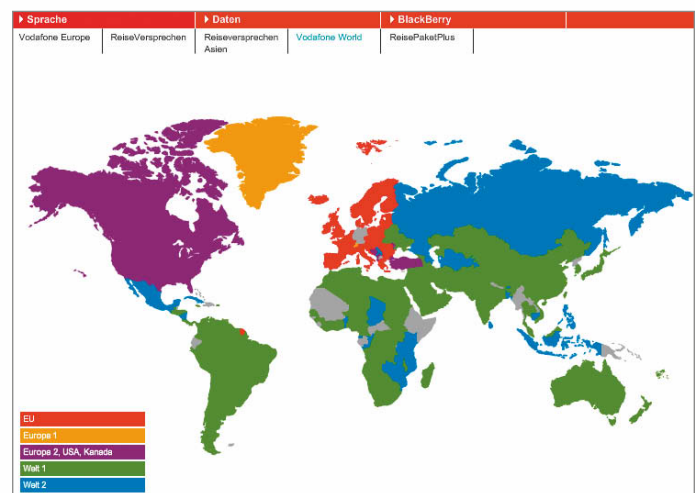 Sprache
Daten
BlackBerry
Vodafone Europe
ReiseVersprechen
Reiseversprechen
Asien
Vodafone World
ReisePaketPlus
EU
Europa 1
Europa 2, USA, Kanada
Welt 1
Welt 2